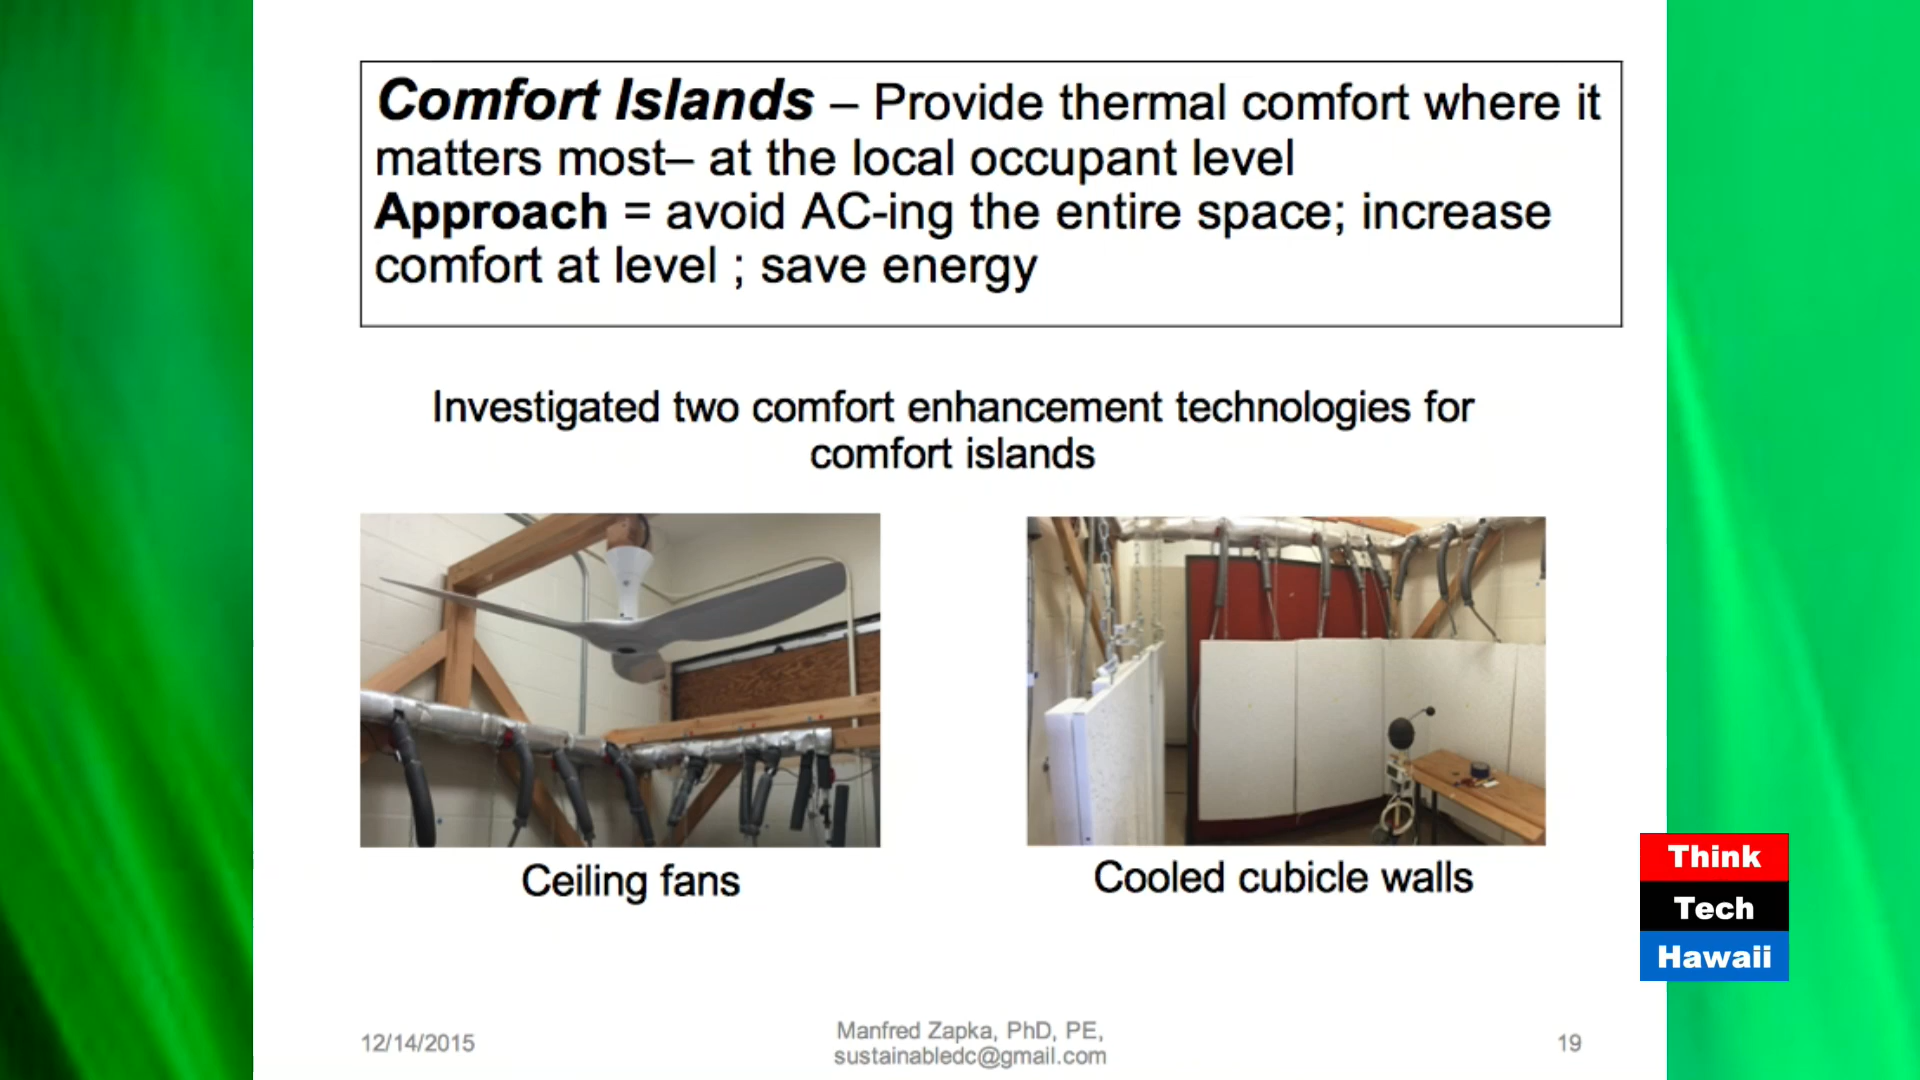 Comfort Islands – Provide thermal comfort where it
matters most– at the local occupant level
Approach = avoid AC-ing the entire space; increase
comfort at level ; save energy
Investigated two comfort enhancement technologies for
comfort islands
Ceiling fans
Cooled cubicle walls
Think
Tech
Hawaii
12/14/2015
Manfred Zapka, PhD, PE,
sustainabledc@gmail.com
19